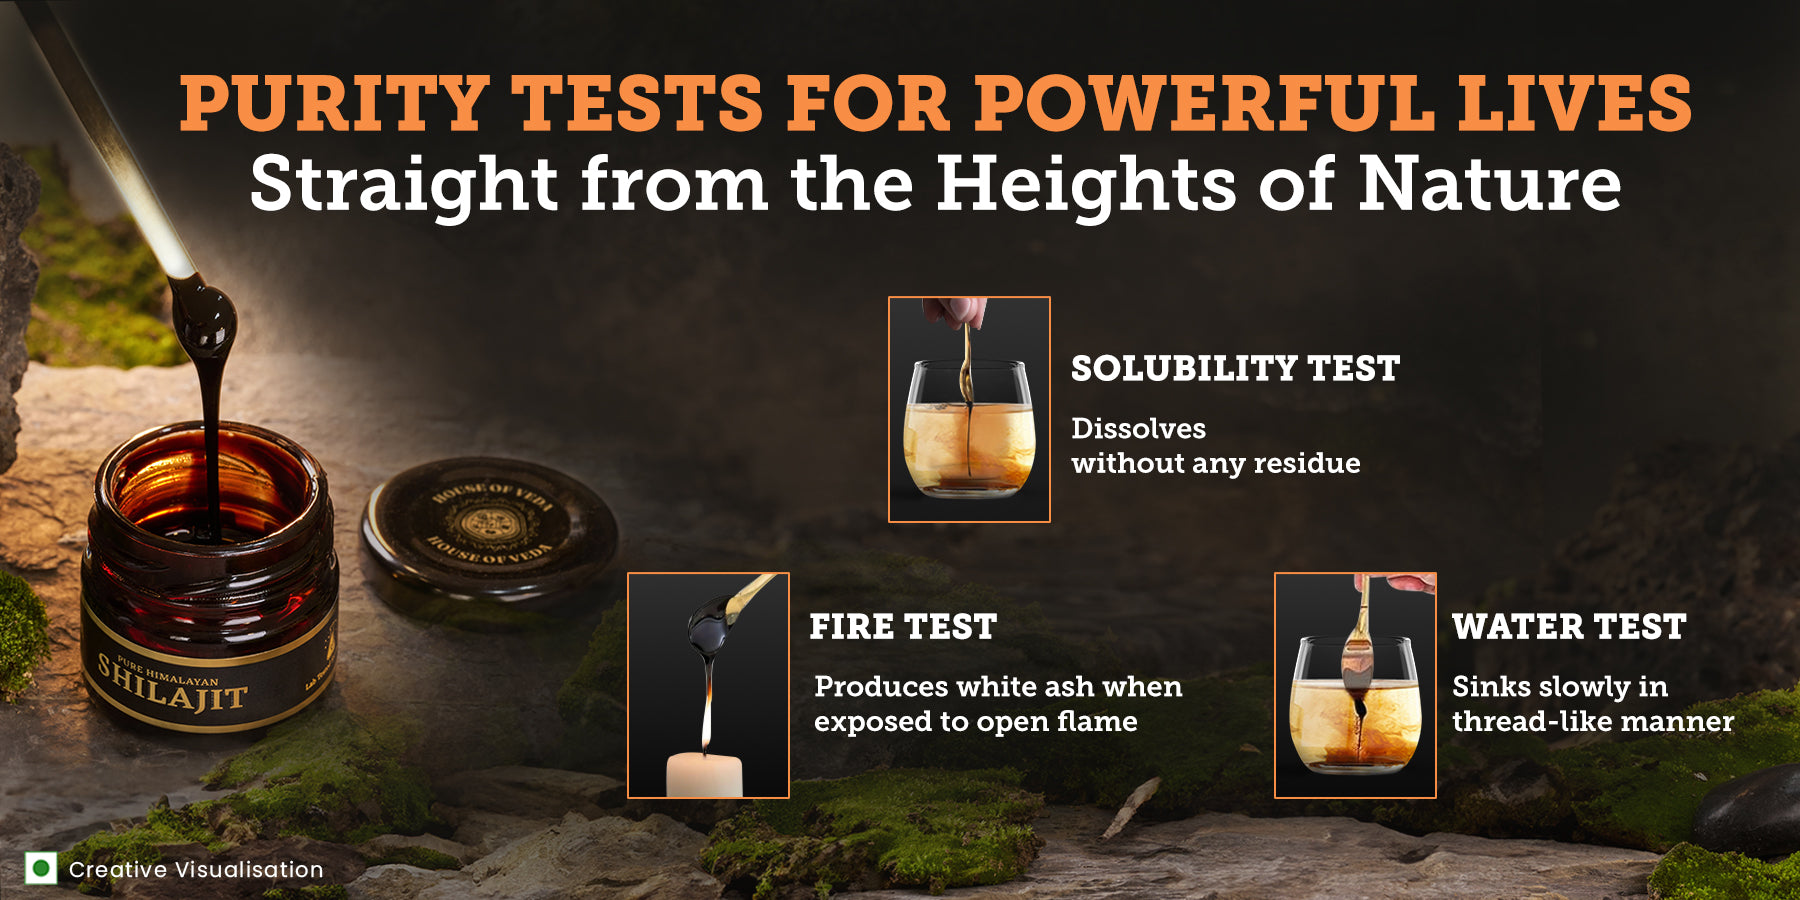 PURITY TESTS FOR POWERFUL LIVES
Straight from the Heights of Nature
SOLUBILITY TEST
Dissolves
without any residue
HOUSE OF VEDA
HOUSE OF VEDA
FIRE TEST
Produces white ash when
exposed to open flame
WATER TEST
Sinks slowly in
thread-like manner
PURE HIMALAYAN
SHILAJIT
Lab
Creative Visualisation